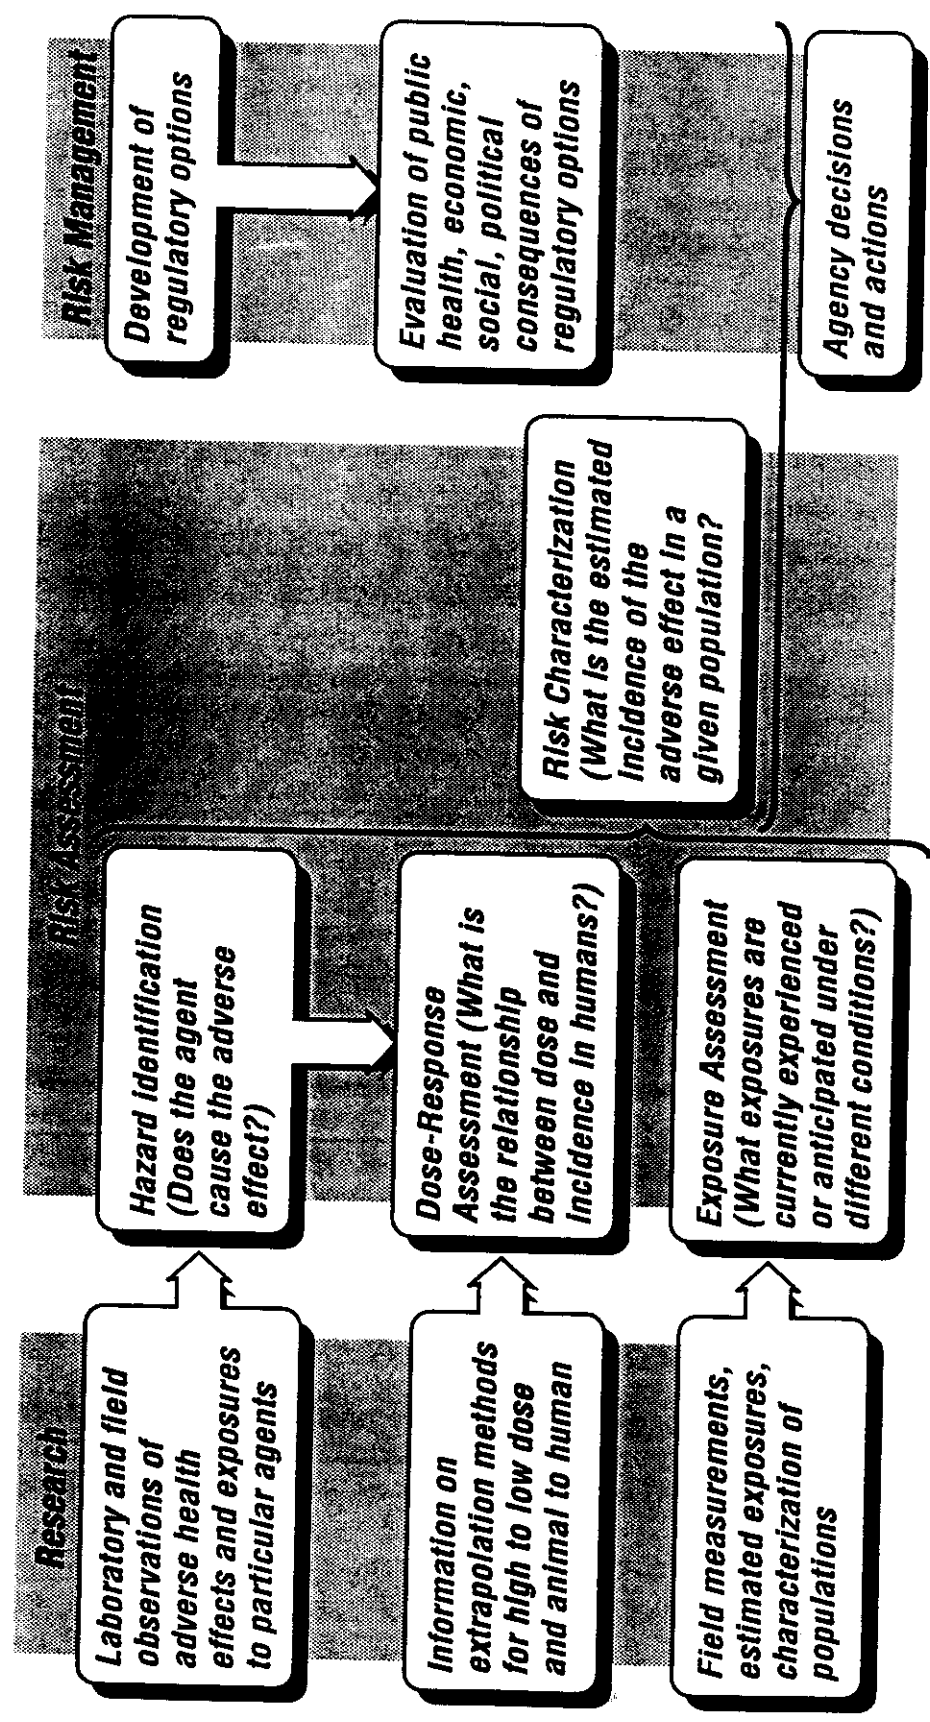 Research
Laboratory and field
observations of
adverse health
effects and exposures
to particular agents
Information on
extrapolation methods
for high to low dose
and animal to human
Field measurements,
estimated exposures,
characterization of
populations
Risk Assessment
Hazard identification
(Does the agent
cause the adverse
effect?)
Dose-Response
Assessment (What is
the relationship
between dose and
Incidence in humans?)
Exposure Assessment
(What exposures are
currently experienced
or anticipated under
different conditions?)
Risk Characterization
(What is the estimated
Incidence of the
adverse effect in a
given population?
Risk Management
Development of
regulatory options
Evaluation of public
health, economic,
social, political
consequences of
regulatory options
Agency decisions
and actions